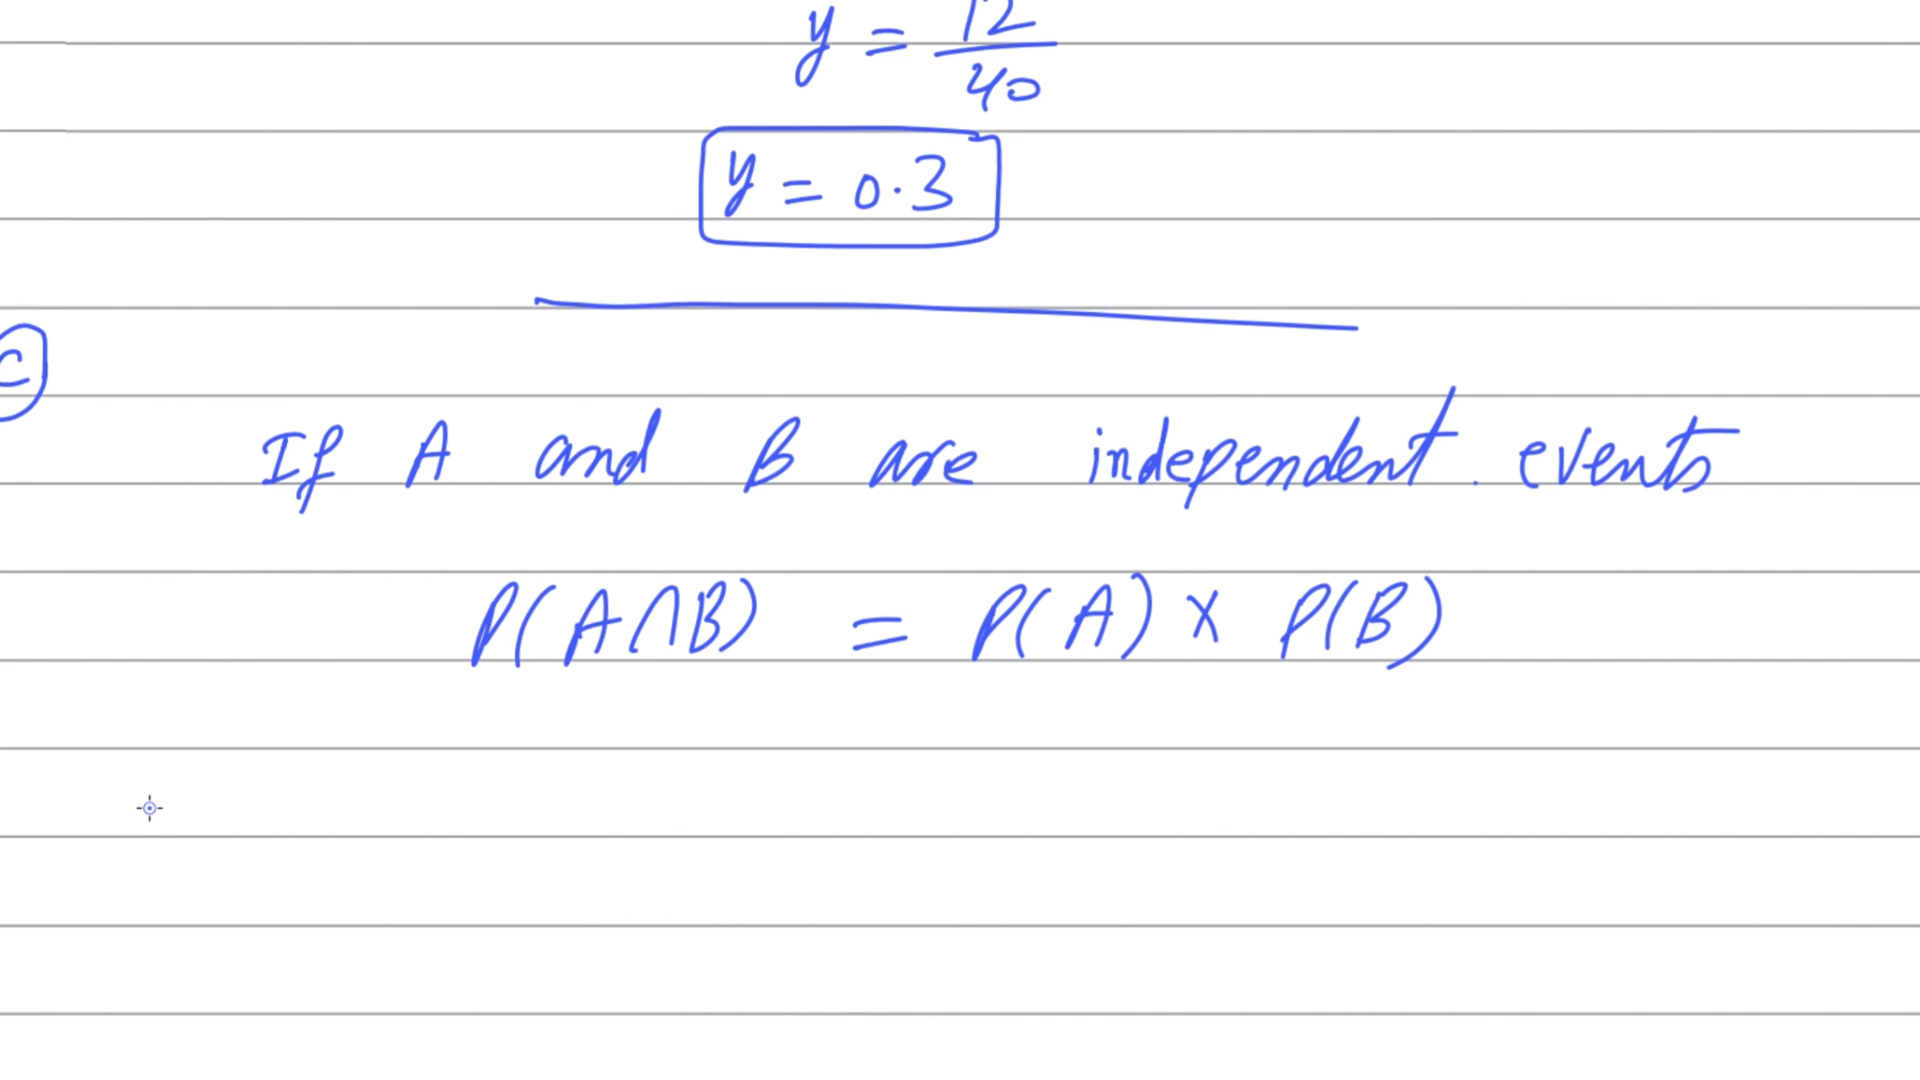 y = 12/40
y = 0.3
c
If A and B are independent events
P(A∩B) = P(A) x P(B)